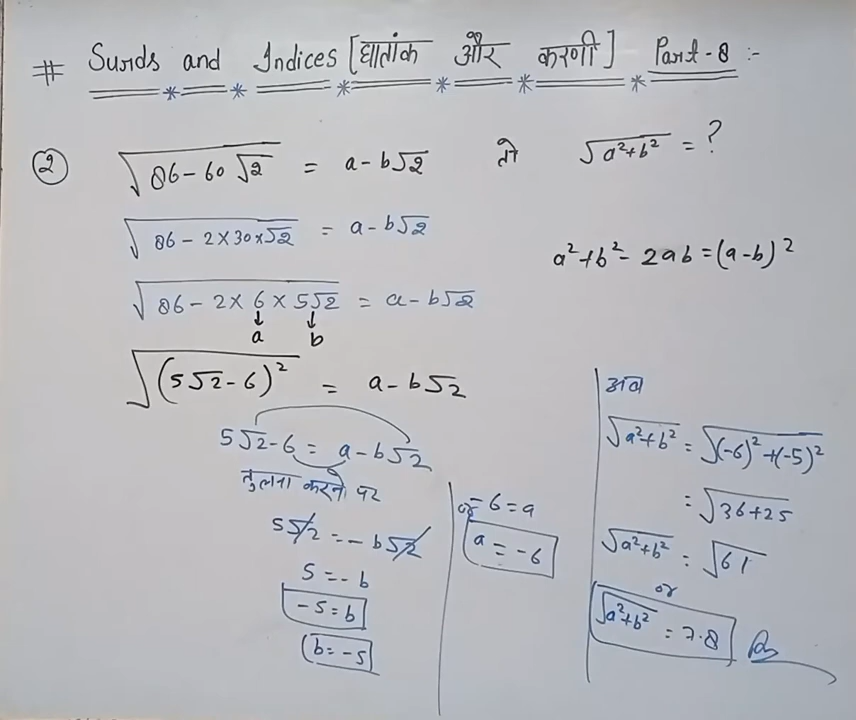 # Surds and Indices [घातांक और करणी] Part-8 :-
② √(86-60√2) = a-b√2 तो √(a²+b²) = ?
√(86-2×30×√2) = a-b√2
a²+b²-2ab=(a-b)²
√(86-2×6×5√2) = a-b√2
↓ ↓
a b
√((5√2-6)²) = a-b√2
5√2-6 = a-b√2
तुलना करने पर
5√2 = -b√2
5 = -b
-5 = b
b = -5
or -6 = a
a = -6
अब
√(a²+b²) = √((-6)²+(-5)²)
= √(36+25)
√(a²+b²) = √61
or
√(a²+b²) = 7.8 Ans